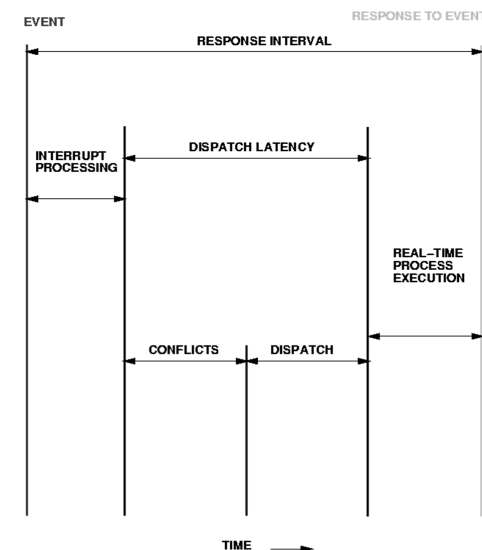 EVENT
RESPONSE TO EVENT
RESPONSE INTERVAL
INTERRUPT
PROCESSING
DISPATCH LATENCY
REAL–TIME
PROCESS
EXECUTION
CONFLICTS
DISPATCH
TIME